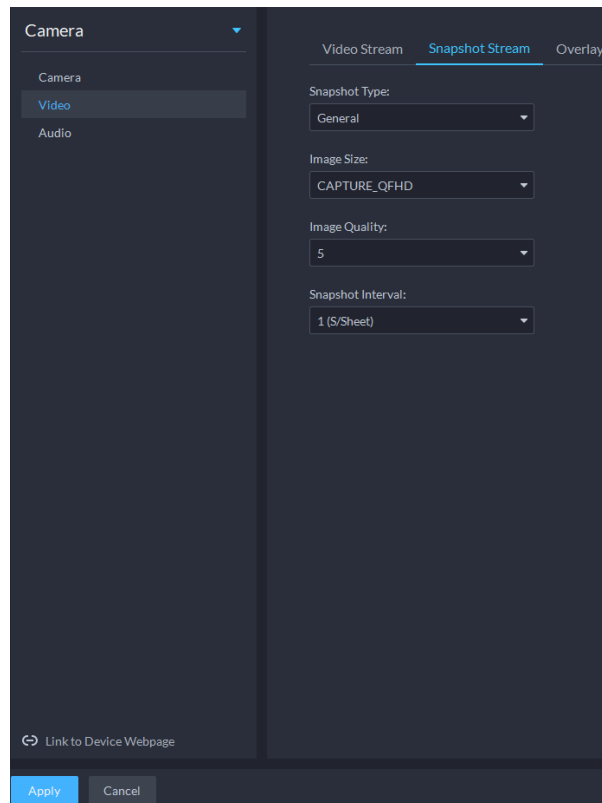 Camera
Camera
Video
Audio
Link to Device Webpage
Video Stream Snapshot Stream Overlay
Snapshot Type:
General
Image Size:
CAPTURE_QFHD
Image Quality:
5
Snapshot Interval:
1 (S/Sheet)
Apply Cancel